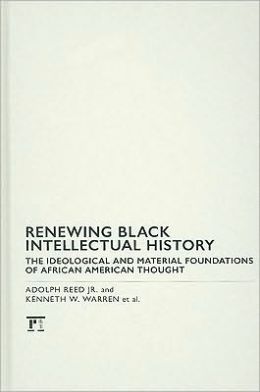 RENEWING BLACK
INTELLECTUAL HISTORY
THE IDEOLOGICAL AND MATERIAL FOUNDATIONS
OF AFRICAN AMERICAN THOUGHT
ADOLPH REED JR. and
KENNETH W. WARREN et al.